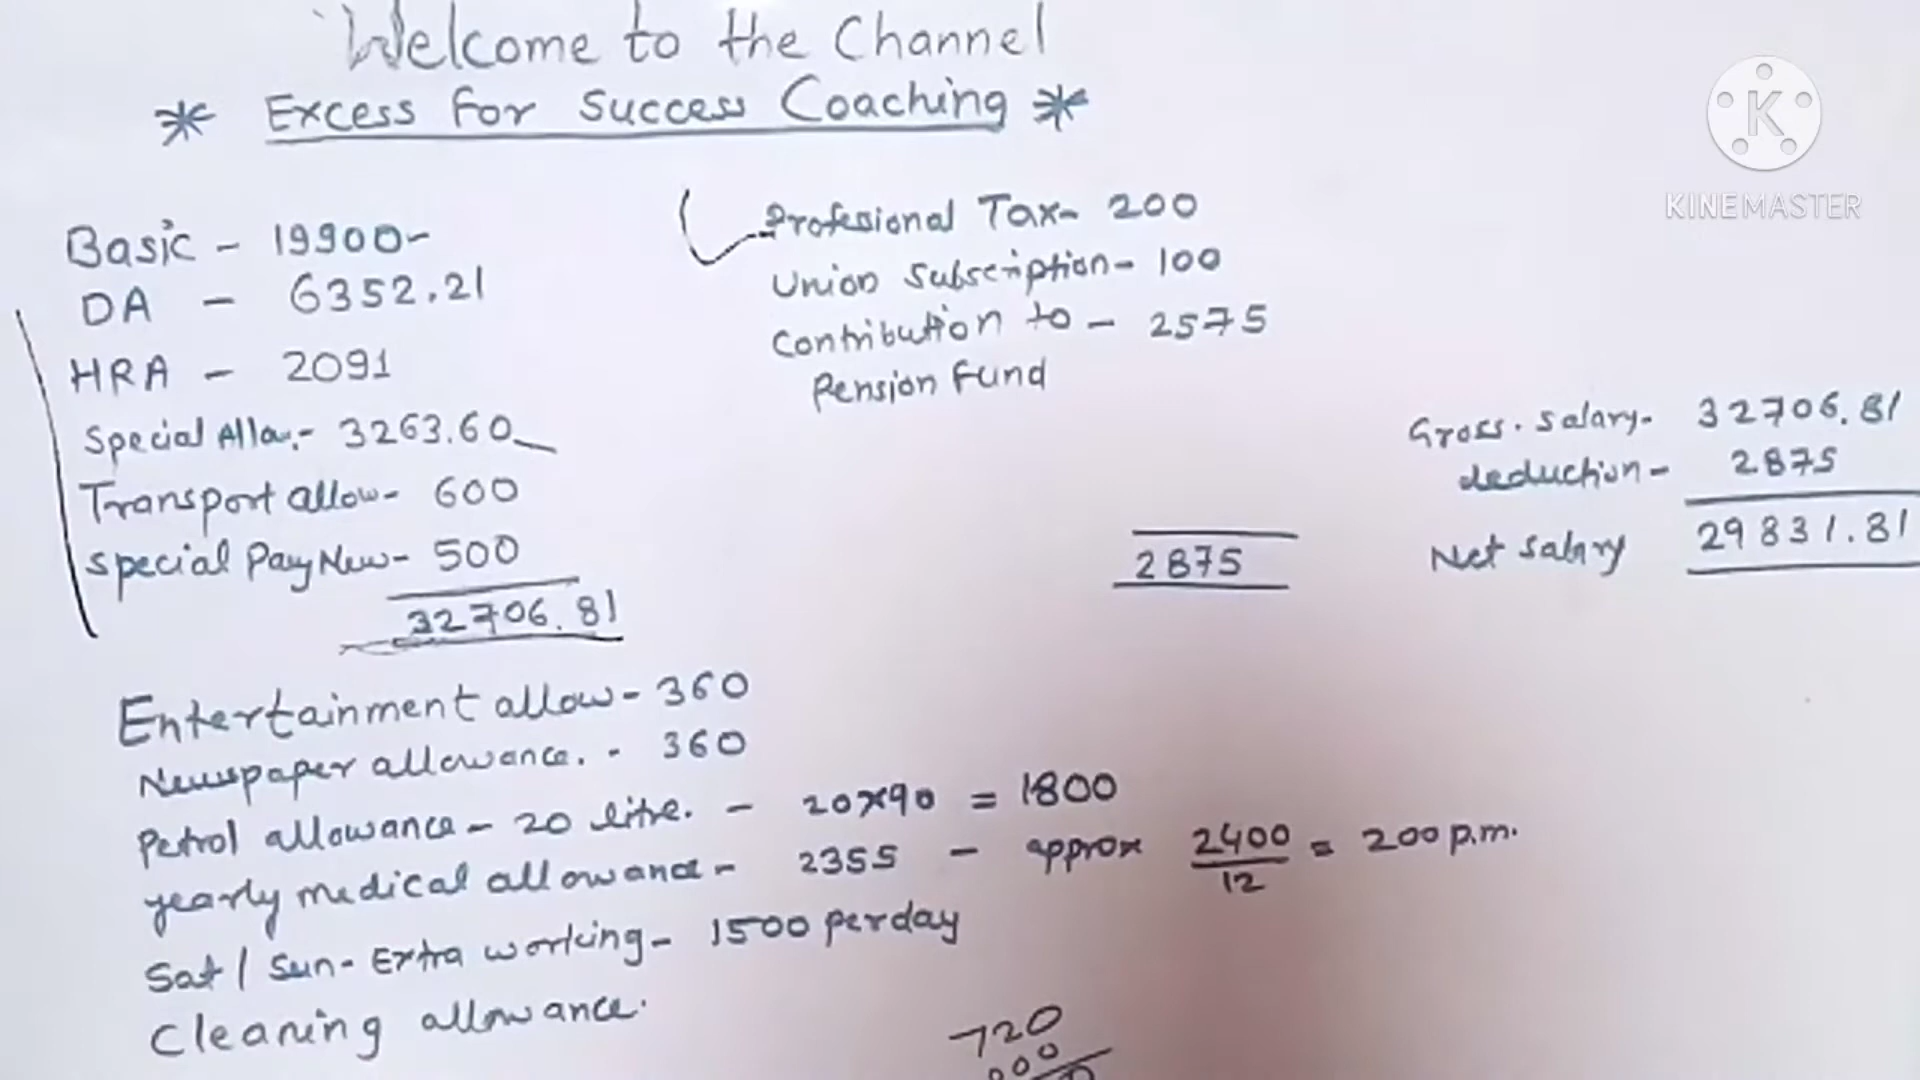 Welcome to the Channel
* Excess For Success Coaching *
K
KINEMASTER
Basic - 19900-
DA - 6352.21
HRA - 2091
Special Allow.- 3263.60
Transport allow- 600
Special Pay New- 500
32706.81
Profesional Tax- 200
Union Subscription- 100
Contribution to - 2575
Pension Fund
2875
Gross. Salary- 32706.81
deduction- 2875
Net Salary 29831.81
Entertainment allow- 360
Newspaper allowance. - 360
Petrol allowance- 20 litre. - 20x90 = 1800
yearly medical allowance- 2355 - approx 2400/12 = 200 p.m.
Sat / Sun- Extra working- 1500 per day
Cleaning allowance.
720